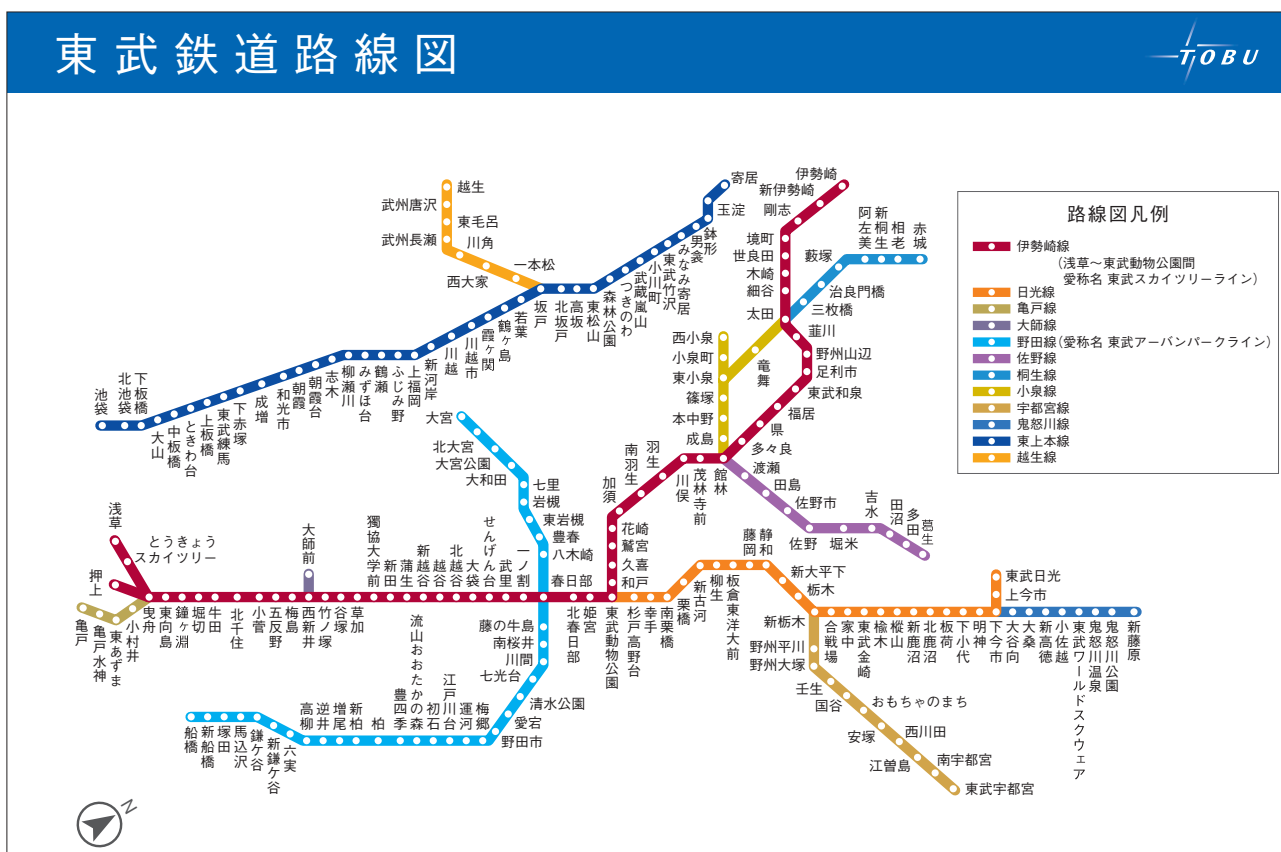 東武鉄道路線図
TOBU
路線図凡例
伊勢崎線
(浅草〜東武動物公園間
愛称名 東武スカイツリーライン)
日光線
亀戸線
大師線
野田線(愛称名 東武アーバンパークライン)
佐野線
桐生線
小泉線
宇都宮線
鬼怒川線
東上本線
越生線
越生
武州唐沢
東毛呂
武州長瀬
川角
西大家
一本松
寄居
玉淀
鉢形
男衾
みなみ寄居
東武竹沢
小川町
武蔵嵐山
つきのわ
森林公園
東松山
高坂
北坂戸
坂戸
若葉
鶴ヶ島
霞ヶ関
川越市
川越
新河岸
上福岡
ふじみ野
鶴瀬
みずほ台
柳瀬川
志木
朝霞台
朝霞
和光市
成増
下赤塚
東武練馬
上板橋
ときわ台
中板橋
大山
下板橋
北池袋
池袋
伊勢崎
新伊勢崎
剛志
境町
世良田
木崎
細谷
太田
韮川
野州山辺
足利市
東武和泉
福居
県
多々良
館林
茂林寺前
川俣
羽生
南羽生
加須
花崎
鷲宮
久喜
和戸
赤城
相老
新桐生
阿左美
藪塚
治良門橋
三枚橋
西小泉
小泉町
東小泉
竜舞
篠塚
本中野
成島
渡瀬
田島
佐野市
佐野
堀米
吉水
田沼
多田
葛生
大宮
北大宮
大宮公園
大和田
七里
岩槻
東岩槻
豊春
八木崎
春日部
藤の牛島
南桜井
川間
七光台
清水公園
愛宕
野田市
梅郷
運河
江戸川台
初石
流山おおたかの森
豊四季
柏
新柏
増尾
逆井
高柳
六実
新鎌ケ谷
鎌ケ谷
馬込沢
塚田
新船橋
船橋
浅草
とうきょう
スカイツリー
押上
曳舟
東向島
鐘ヶ淵
堀切
牛田
北千住
小菅
五反野
梅島
西新井
竹ノ塚
谷塚
草加
獨協大学前
新田
蒲生
新越谷
越谷
北越谷
大袋
せんげん台
武里
一ノ割
北春日部
姫宮
東武動物公園
大師前
亀戸
亀戸水神
東あずま
小村井
杉戸高野台
幸手
南栗橋
栗橋
新古河
柳生
板倉東洋大前
藤岡
静和
新大平下
栃木
新栃木
合戦場
家中
東武金崎
楡木
樅山
新鹿沼
北鹿沼
板荷
下小代
明神
下今市
上今市
東武日光
大谷向
大桑
新高徳
小佐越
東武ワールドスクウェア
鬼怒川温泉
鬼怒川公園
新藤原
野州平川
野州大塚
壬生
国谷
おもちゃのまち
安塚
西川田
江曽島
南宇都宮
東武宇都宮
N